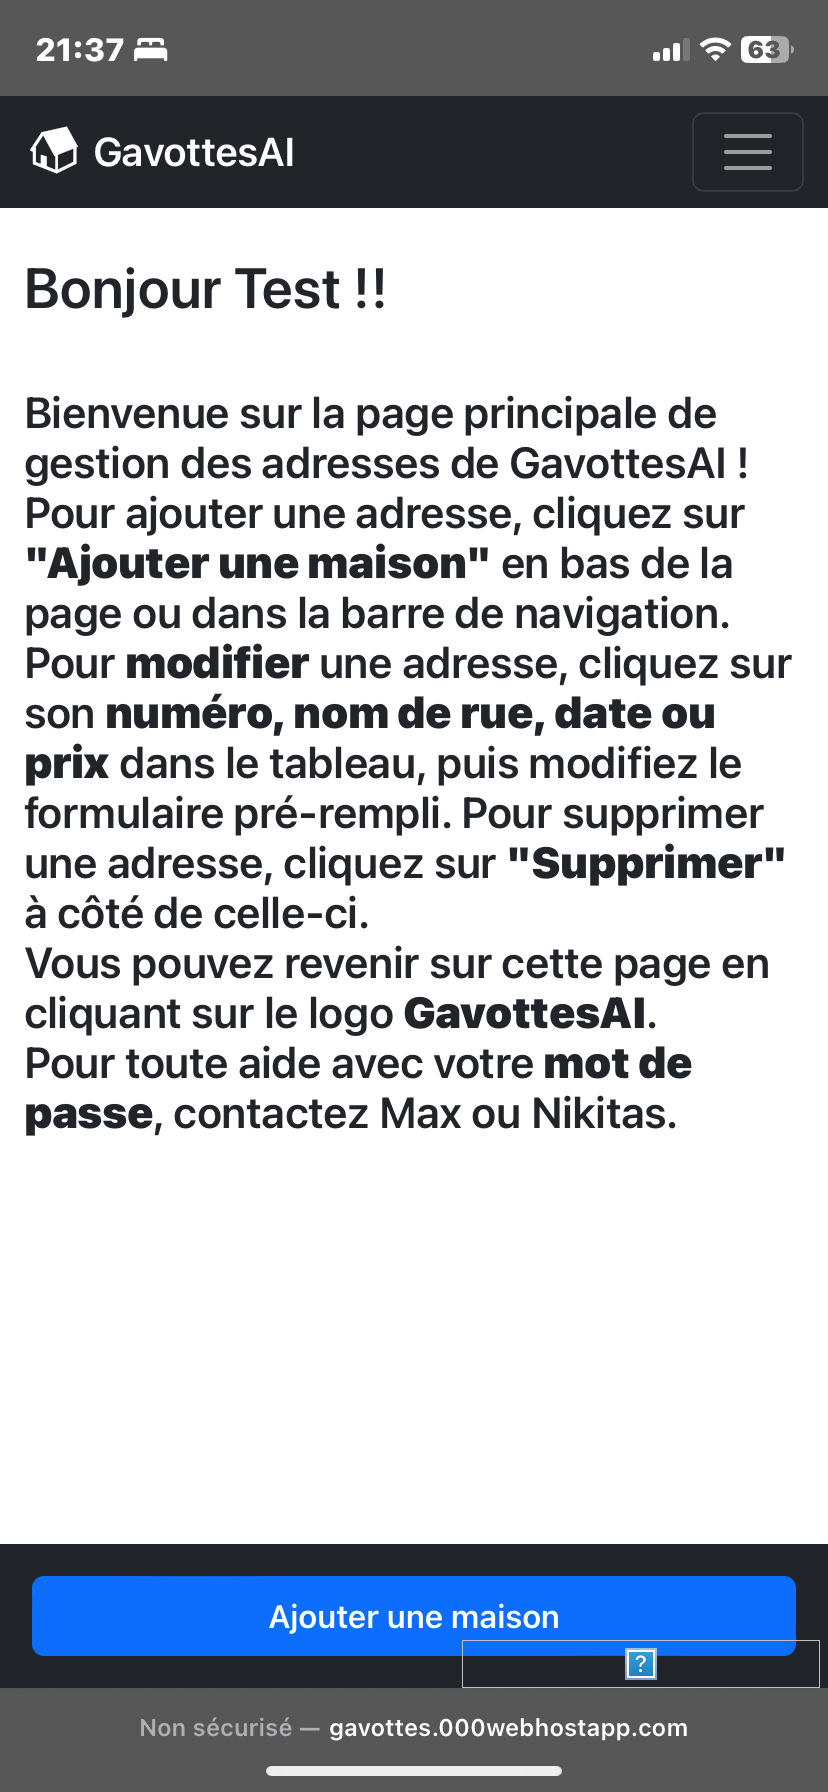 21:37
63
GavottesAI
Bonjour Test !!
Bienvenue sur la page principale de
gestion des adresses de GavottesAI !
Pour ajouter une adresse, cliquez sur
"Ajouter une maison" en bas de la
page ou dans la barre de navigation.
Pour modifier une adresse, cliquez sur
son numéro, nom de rue, date ou
prix dans le tableau, puis modifiez le
formulaire pré-rempli. Pour supprimer
une adresse, cliquez sur "Supprimer"
à côté de celle-ci.
Vous pouvez revenir sur cette page en
cliquant sur le logo GavottesAI.
Pour toute aide avec votre mot de
passe, contactez Max ou Nikitas.
Ajouter une maison
?
Non sécurisé — gavottes.000webhostapp.com